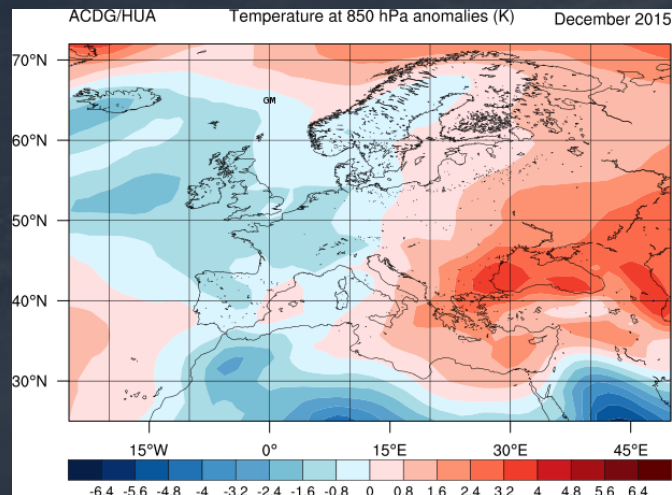 ACDG/HUA Temperature at 850 hPa anomalies (K) December 2015
70°N
GM
60°N
50°N
40°N
30°N
15°W 0° 15°E 30°E 45°E
-6.4 -5.6 -4.8 -4 -3.2 -2.4 -1.6 -0.8 0 0.8 1.6 2.4 3.2 4 4.8 5.6 6.4